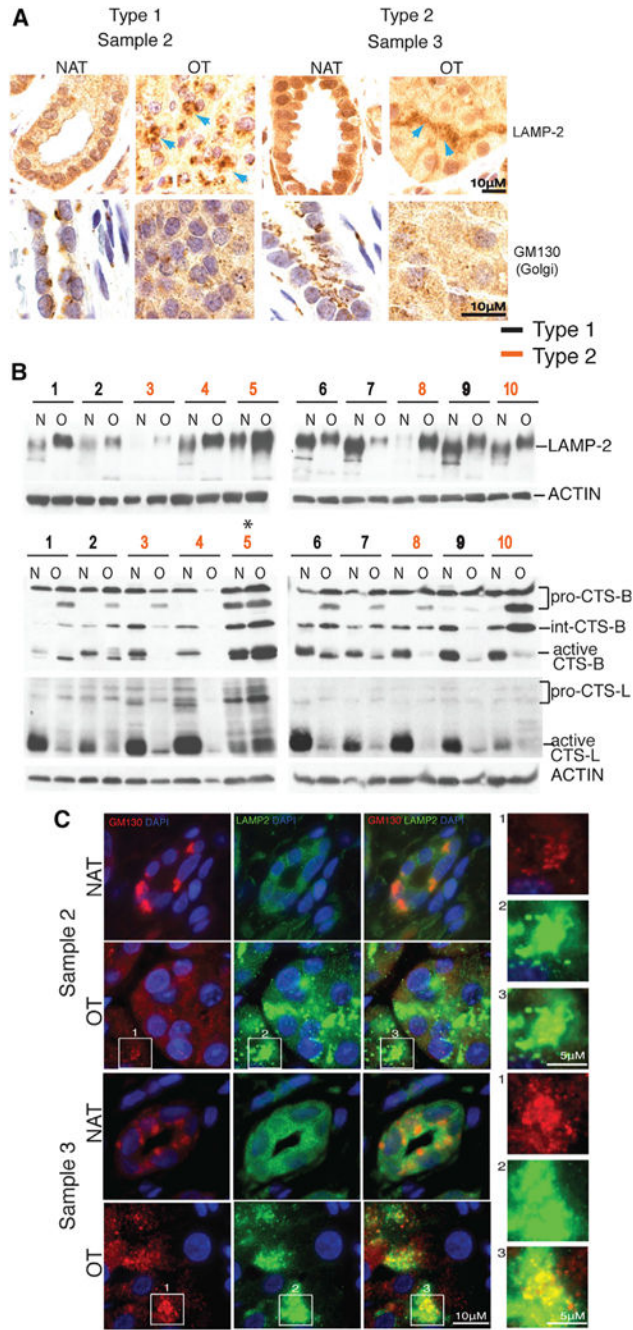 A
Type 1 Type 2
Sample 2 Sample 3
NAT OT NAT OT
LAMP-2
10µM
GM130
(Golgi)
10µM
Type 1
Type 2
B
1 2 3 4 5 6 7 8 9 10
N O N O N O N O N O N O N O N O N O N O
LAMP-2
ACTIN
*
1 2 3 4 5 6 7 8 9 10
N O N O N O N O N O N O N O N O N O N O
pro-CTS-B
int-CTS-B
active
CTS-B
pro-CTS-L
active
CTS-L
ACTIN
C
GM130 DAPI LAMP2 DAPI GM130 LAMP2 DAPI
Sample 2
NAT
OT
1 2 3
1
2
3
5µM
Sample 3
NAT
OT
1 2 3
10µM
1
2
3
5µM